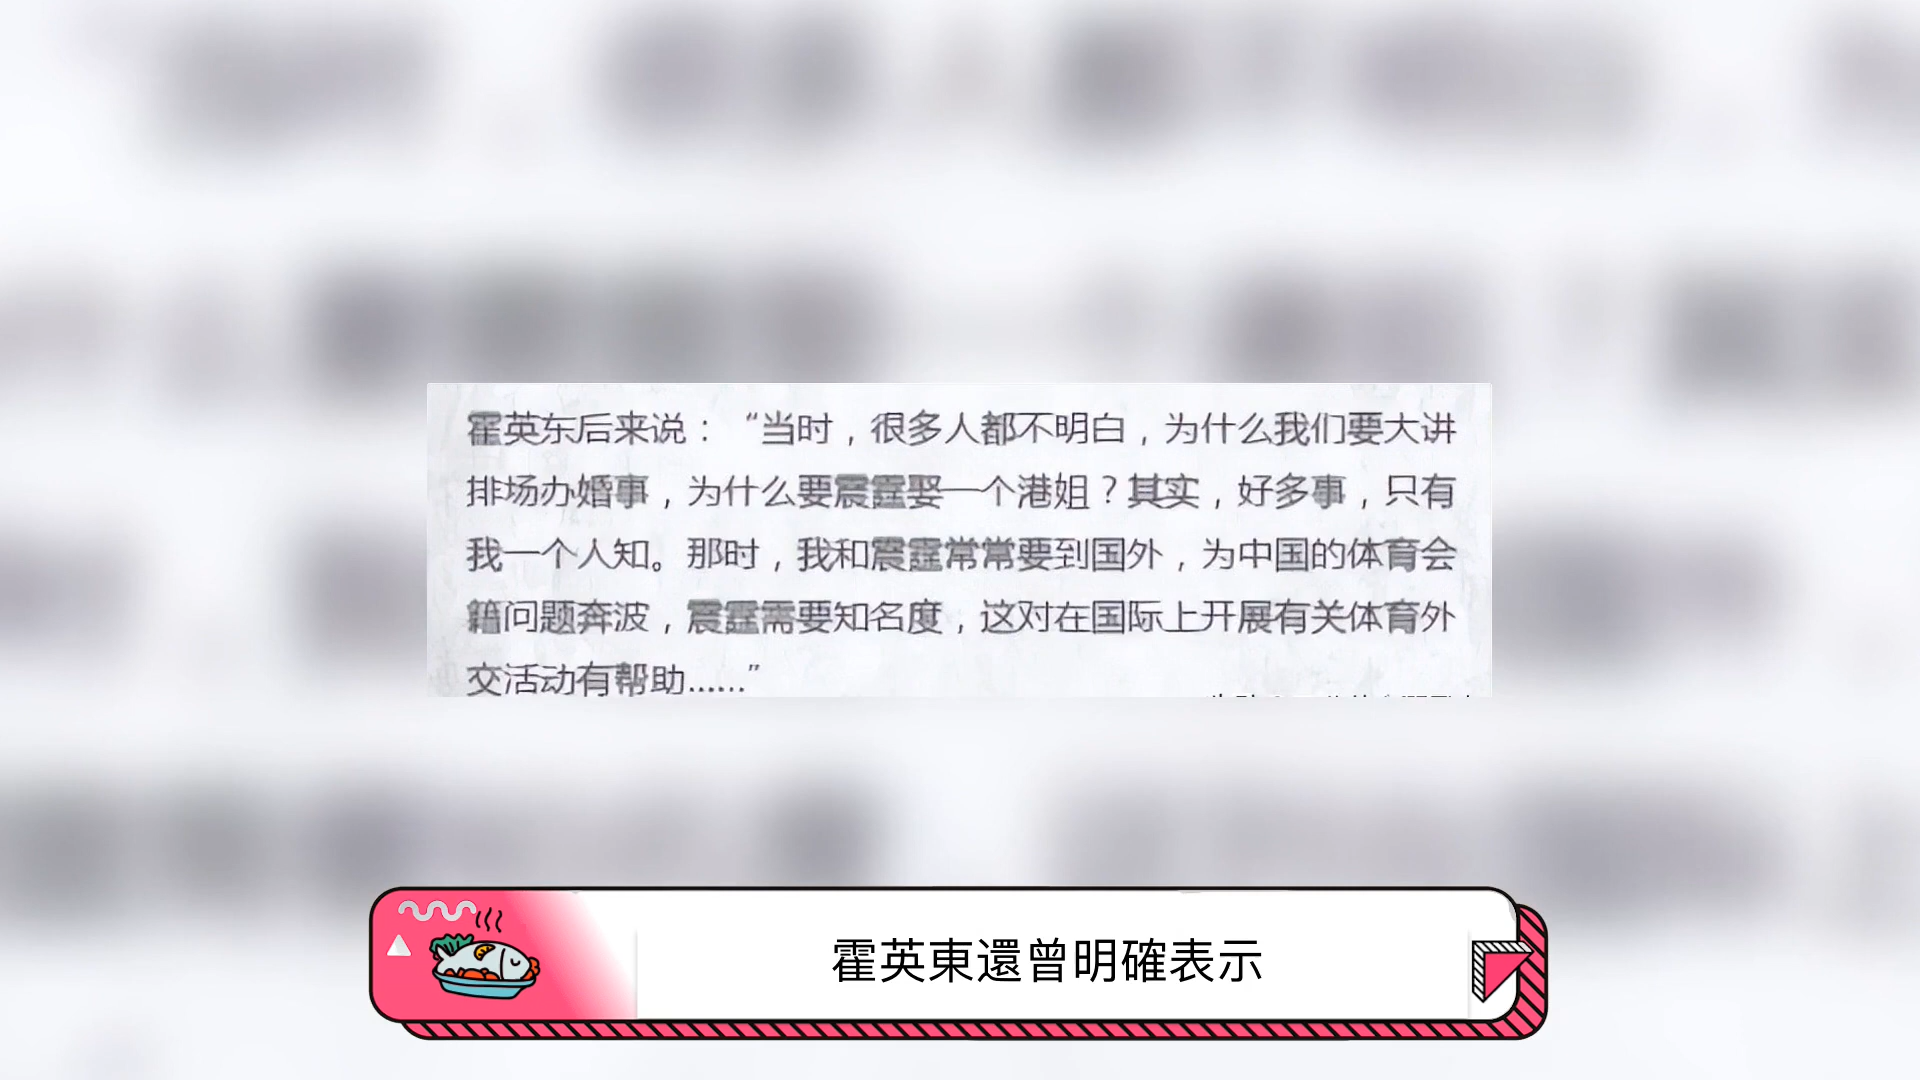 霍英东后来说：“当时，很多人都不明白，为什么我们要大讲
排场办婚事，为什么要震霆娶一个港姐？其实，好多事，只有
我一个人知。那时，我和震霆常常要到国外，为中国的体育会
籍问题奔波，震霆需要知名度，这对在国际上开展有关体育外
交活动有帮助......”
霍英東還曾明確表示